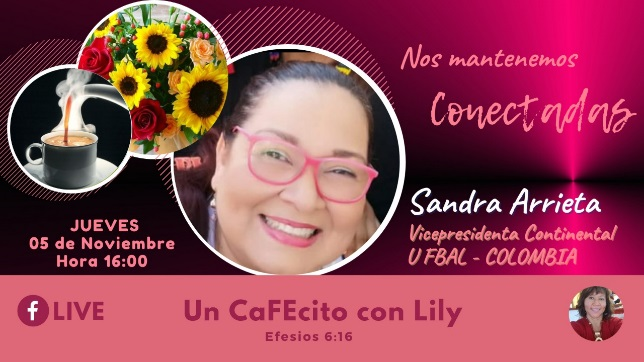 Nos mantenemos
Conectadas
Sandra Arrieta
Vicepresidenta Continental
U FBAL - COLOMBIA
JUEVES
05 de Noviembre
Hora 16:00
f LIVE
Un CaFEcito con Lily
Efesios 6:16